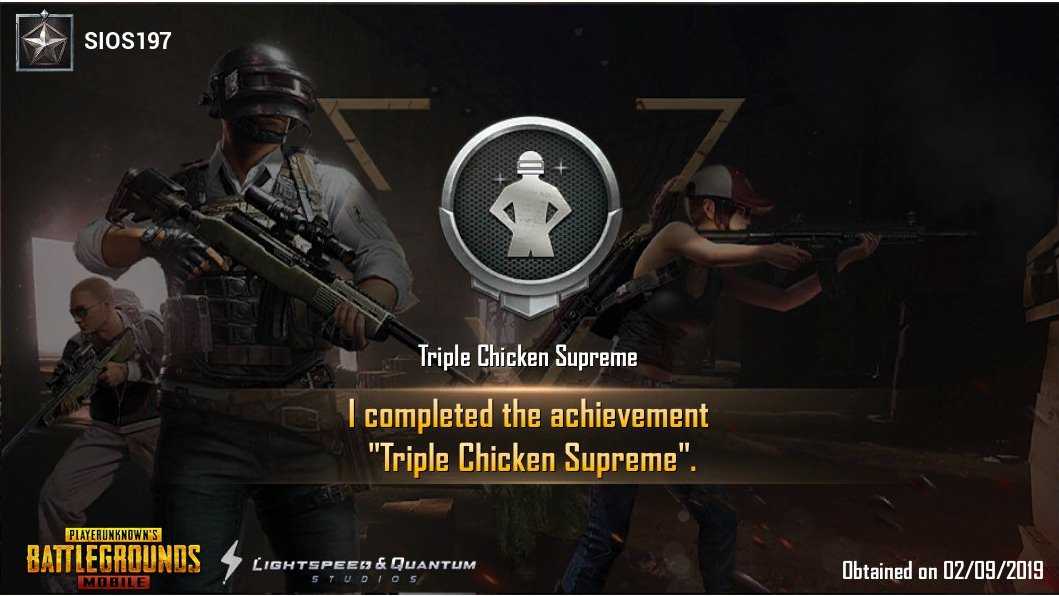 SIOS197
Triple Chicken Supreme
I completed the achievement
"Triple Chicken Supreme".
PLAYERUNKNOWN'S
BATTLEGROUNDS
MOBILE
LIGHTSPEED & QUANTUM
STUDIOS
Obtained on 02/09/2019